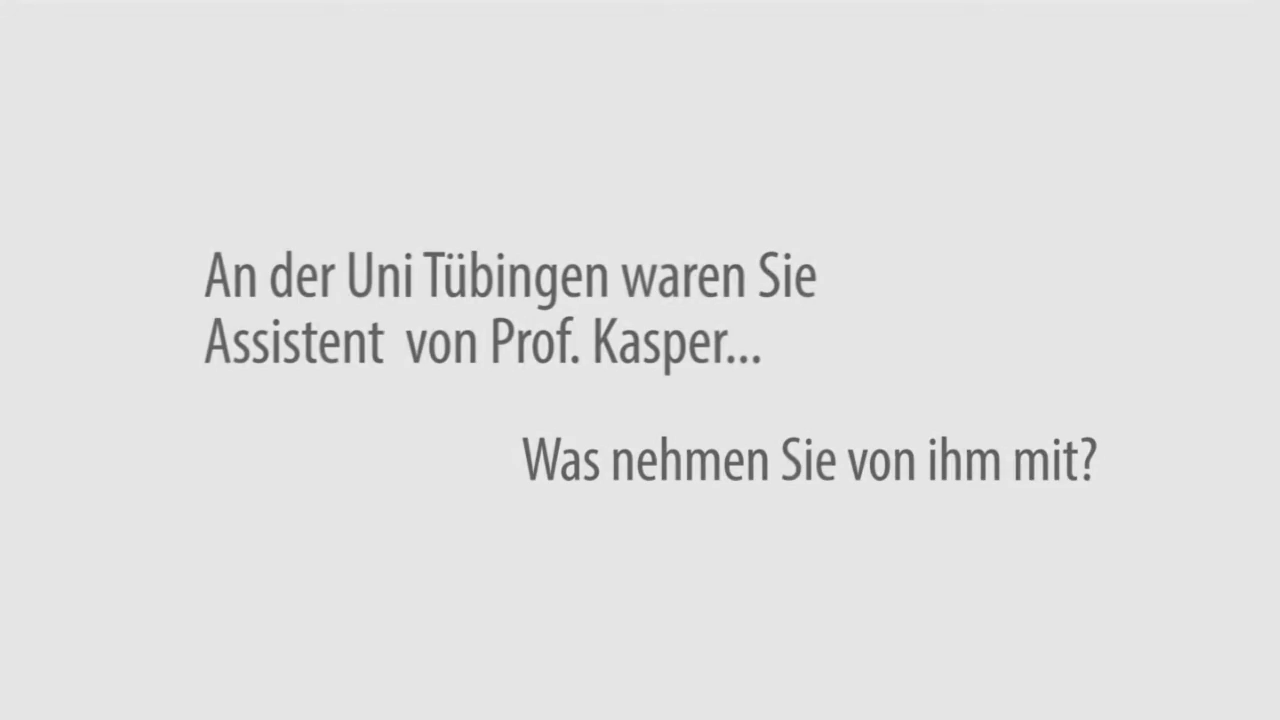 An der Uni Tübingen waren Sie
Assistent  von Prof. Kasper...
Was nehmen Sie von ihm mit?